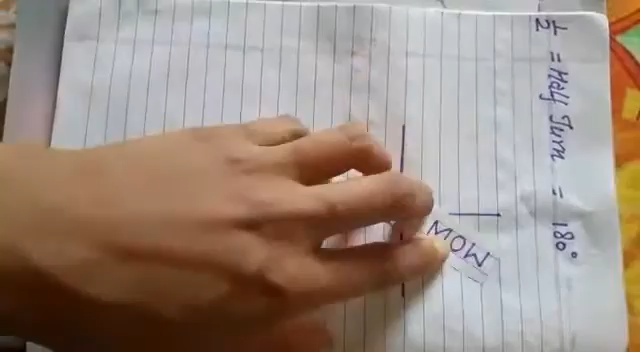 1/2 = Half Turn = 180°
MOW